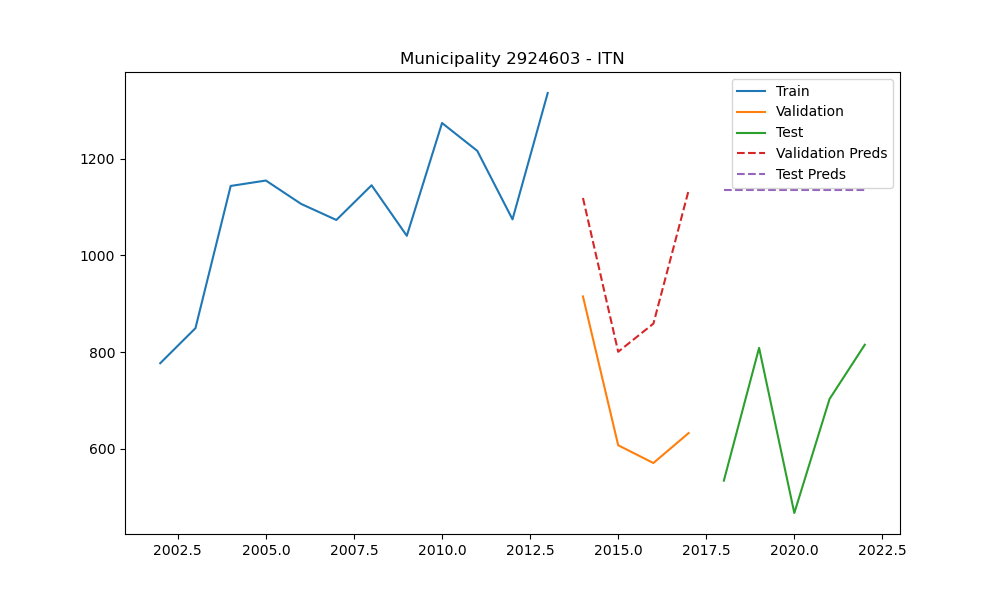 Municipality 2924603 - ITN
Train
Validation
Test
Validation Preds
Test Preds
1200
1000
800
600
2002.5 2005.0 2007.5 2010.0 2012.5 2015.0 2017.5 2020.0 2022.5